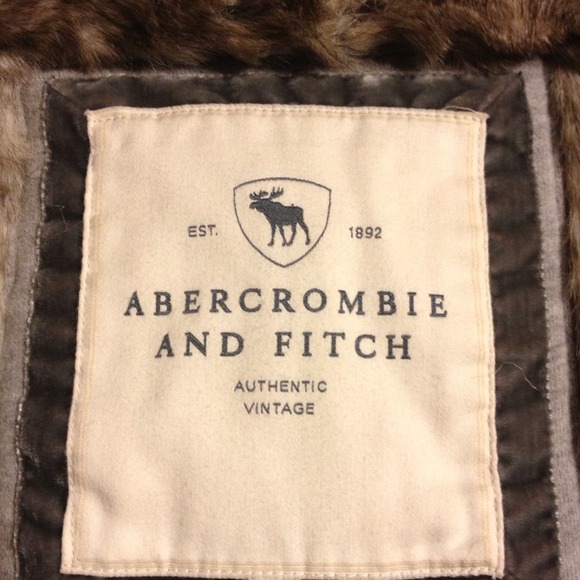 EST. 1892
ABERCROMBIE
AND FITCH
AUTHENTIC
VINTAGE